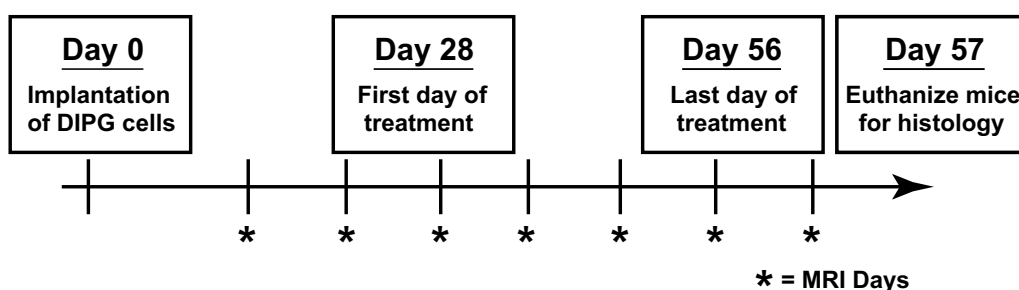 Day 0
Implantation
of DIPG cells
Day 28
First day of
treatment
Day 56
Last day of
treatment
Day 57
Euthanize mice
for histology
* * * * * * *
* = MRI Days